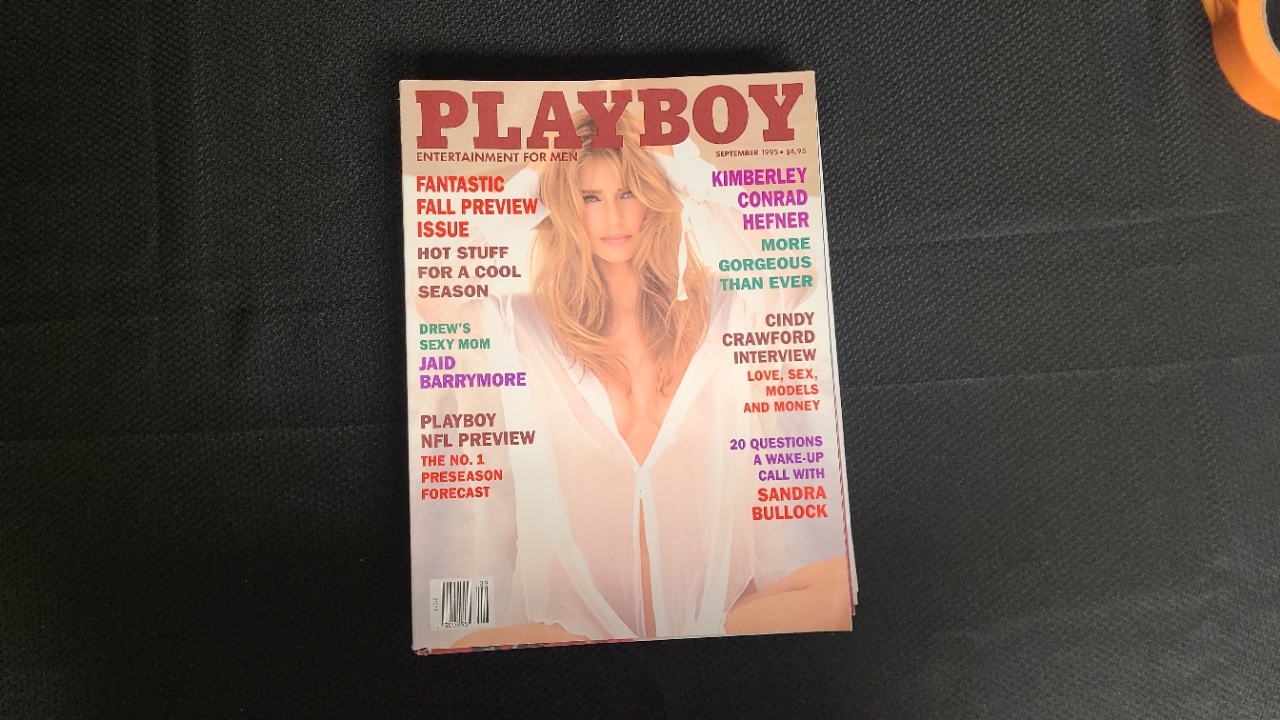 PLAYBOY
ENTERTAINMENT FOR MEN
SEPTEMBER 1995 • $4.95
FANTASTIC
FALL PREVIEW
ISSUE
HOT STUFF
FOR A COOL
SEASON
DREW'S
SEXY MOM
JAID
BARRYMORE
PLAYBOY
NFL PREVIEW
THE NO. 1
PRESEASON
FORECAST
KIMBERLEY
CONRAD
HEFNER
MORE
GORGEOUS
THAN EVER
CINDY
CRAWFORD
INTERVIEW
LOVE, SEX,
MODELS
AND MONEY
20 QUESTIONS
A WAKE-UP
CALL WITH
SANDRA
BULLOCK
09